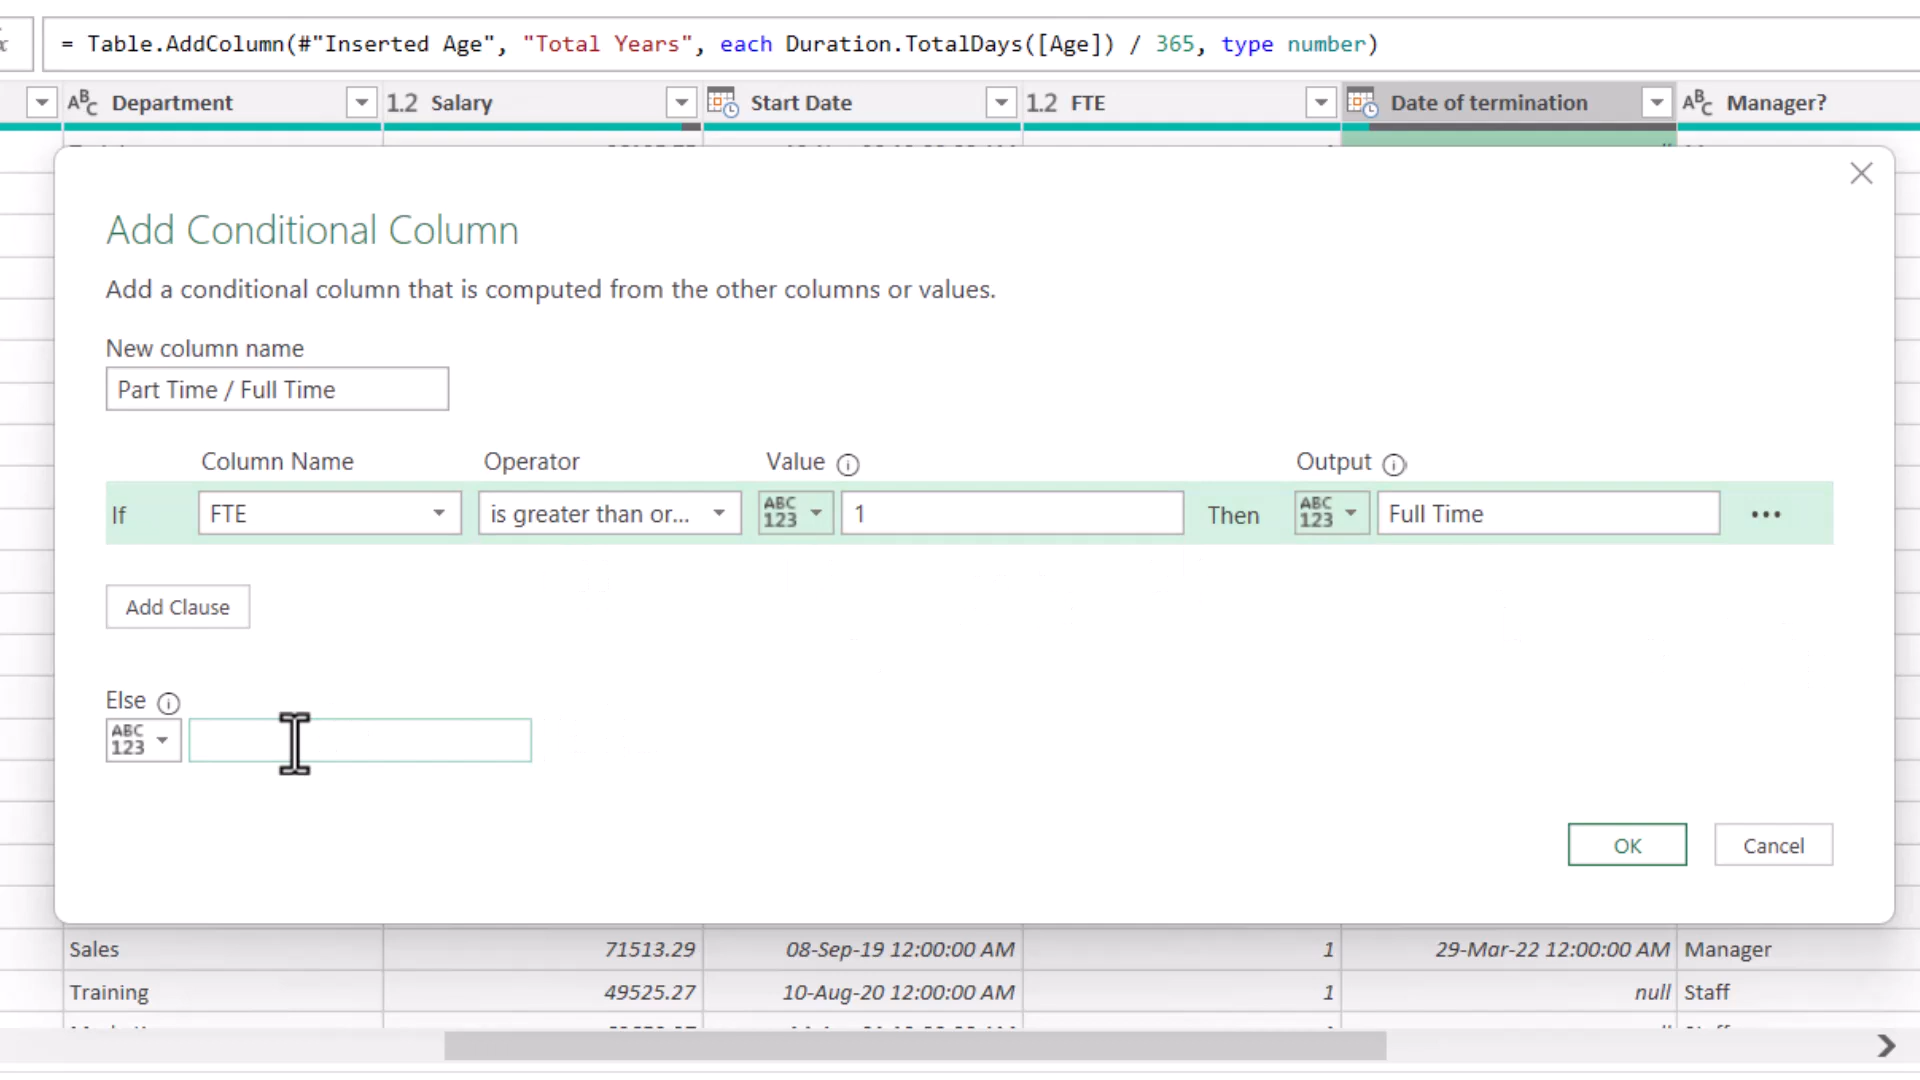 = Table.AddColumn(#"Inserted Age", "Total Years", each Duration.TotalDays([Age]) / 365, type number)
ABC Department 1.2 Salary Start Date 1.2 FTE Date of termination ABC Manager?
Add Conditional Column
Add a conditional column that is computed from the other columns or values.
New column name
Part Time / Full Time
Column Name Operator Value Output
If FTE is greater than or... ABC 123 1 Then ABC 123 Full Time ...
Add Clause
Else
ABC 123
OK Cancel
Sales 71513.29 08-Sep-19 12:00:00 AM 1 29-Mar-22 12:00:00 AM Manager
Training 49525.27 10-Aug-20 12:00:00 AM 1 null Staff